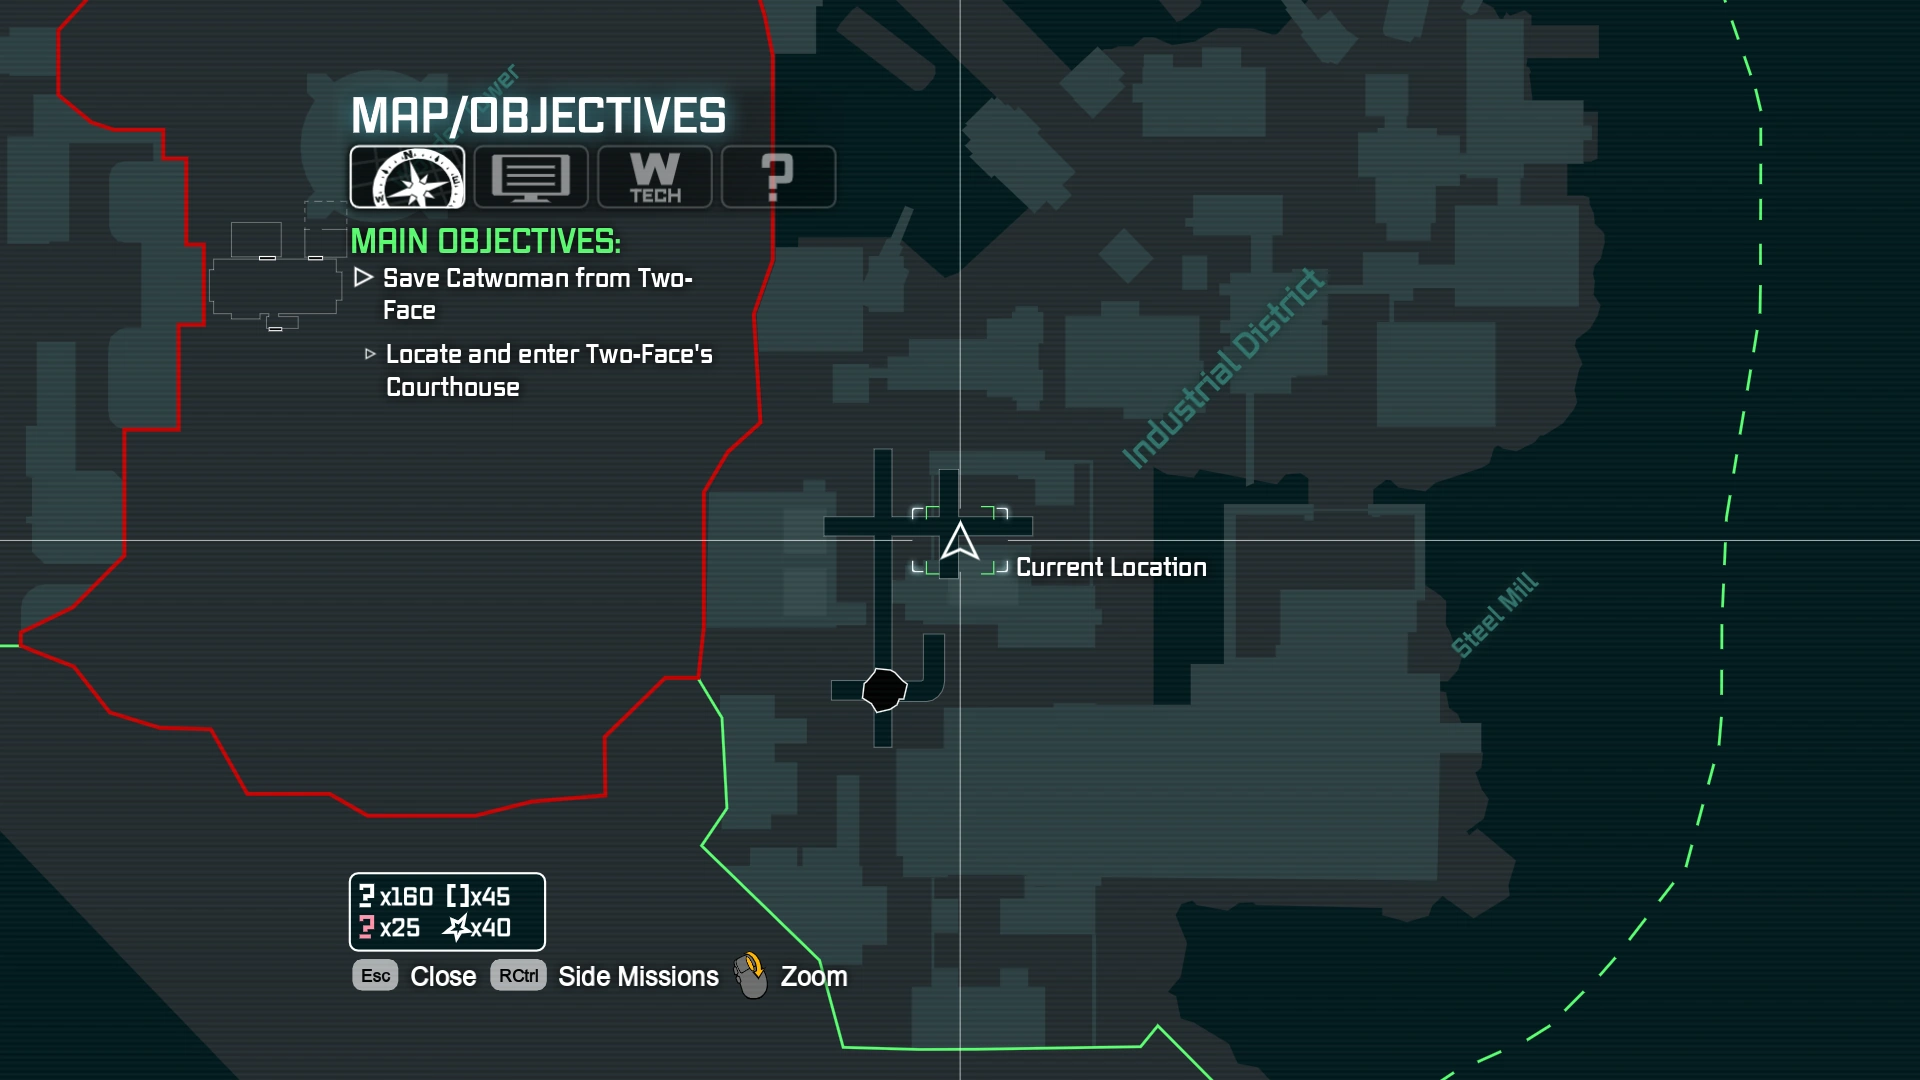 MAP/OBJECTIVES
W
TECH
?
MAIN OBJECTIVES:
Save Catwoman from Two-
Face
Locate and enter Two-Face's
Courthouse
Industrial District
Current Location
Steel Mill
? x160 [] x45
? x25 x40
Esc Close RCtrl Side Missions Zoom